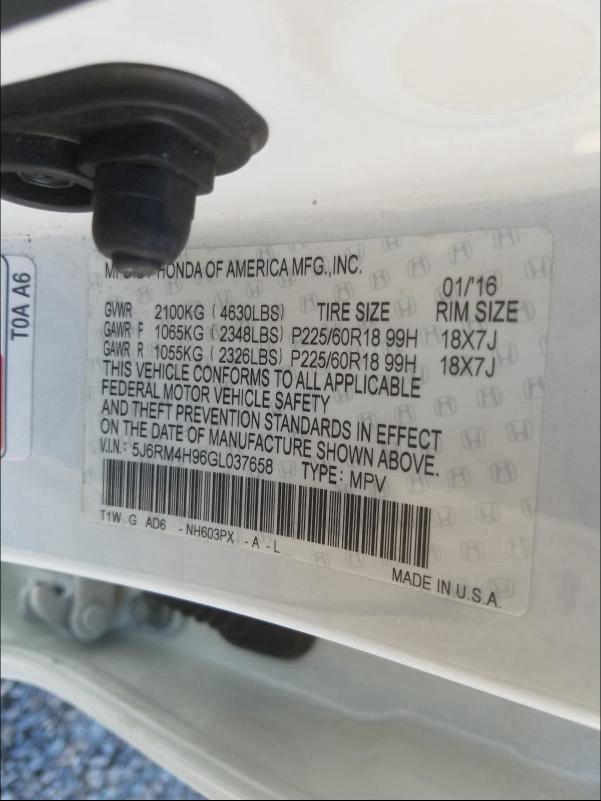 HONDA OF AMERICA MFG.,INC.
01/'16
GVWR 2100KG ( 4630LBS) TIRE SIZE RIM SIZE
GAWR F 1065KG ( 2348LBS) P225/60R18 99H 18X7J
GAWR R 1055KG ( 2326LBS) P225/60R18 99H 18X7J
THIS VEHICLE CONFORMS TO ALL APPLICABLE
FEDERAL MOTOR VEHICLE SAFETY
AND THEFT PREVENTION STANDARDS IN EFFECT
ON THE DATE OF MANUFACTURE SHOWN ABOVE.
V.I.N.: 5J6RM4H96GL037658 TYPE: MPV
T1W G AD6 - NH603PX - A - L
MADE IN U.S.A.
T0A A6